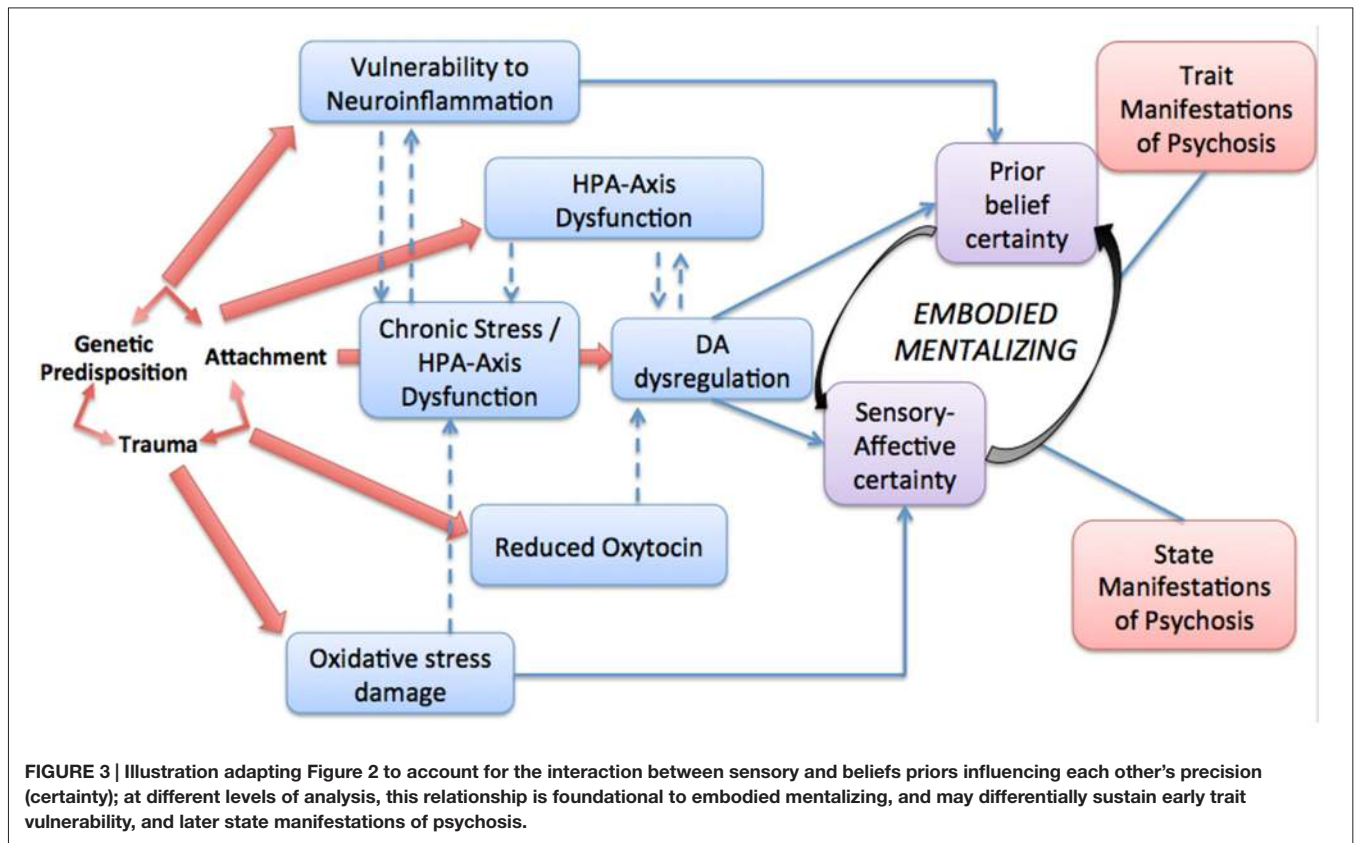 Vulnerability to
Neuroinflammation
Trait
Manifestations
of Psychosis
HPA-Axis
Dysfunction
Prior
belief
certainty
Genetic
Predisposition
Attachment
Trauma
Chronic Stress /
HPA-Axis
Dysfunction
DA
dysregulation
EMBODIED
MENTALIZING
Sensory-
Affective
certainty
Reduced Oxytocin
State
Manifestations
of Psychosis
Oxidative stress
damage
FIGURE 3 | Illustration adapting Figure 2 to account for the interaction between sensory and beliefs priors influencing each other's precision
(certainty); at different levels of analysis, this relationship is foundational to embodied mentalizing, and may differentially sustain early trait
vulnerability, and later state manifestations of psychosis.